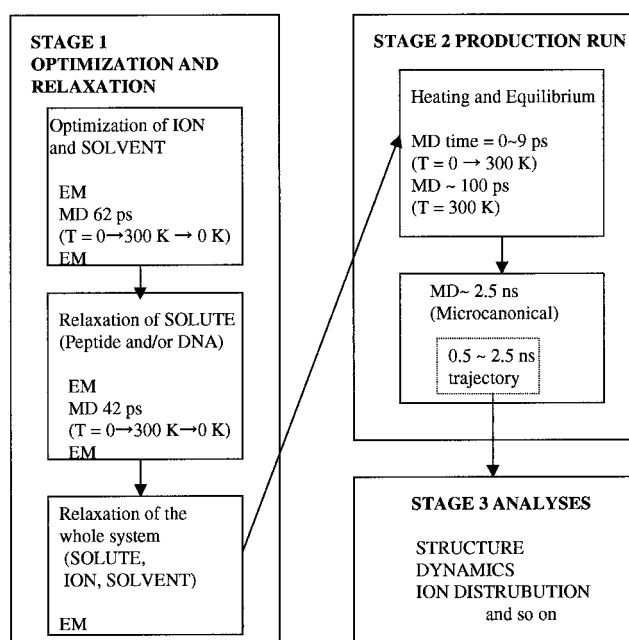 STAGE 1
OPTIMIZATION AND
RELAXATION
Optimization of ION
and SOLVENT
EM
MD 62 ps
(T = 0→300 K → 0 K)
EM
Relaxation of SOLUTE
(Peptide and/or DNA)
EM
MD 42 ps
(T = 0→300 K→0 K)
EM
Relaxation of the
whole system
(SOLUTE,
ION, SOLVENT)
EM
STAGE 2 PRODUCTION RUN
Heating and Equilibrium
MD time = 0~9 ps
(T = 0 → 300 K)
MD ~ 100 ps
(T = 300 K)
MD~ 2.5 ns
(Microcanonical)
0.5 ~ 2.5 ns
trajectory
STAGE 3 ANALYSES
STRUCTURE
DYNAMICS
ION DISTRUBUTION
and so on